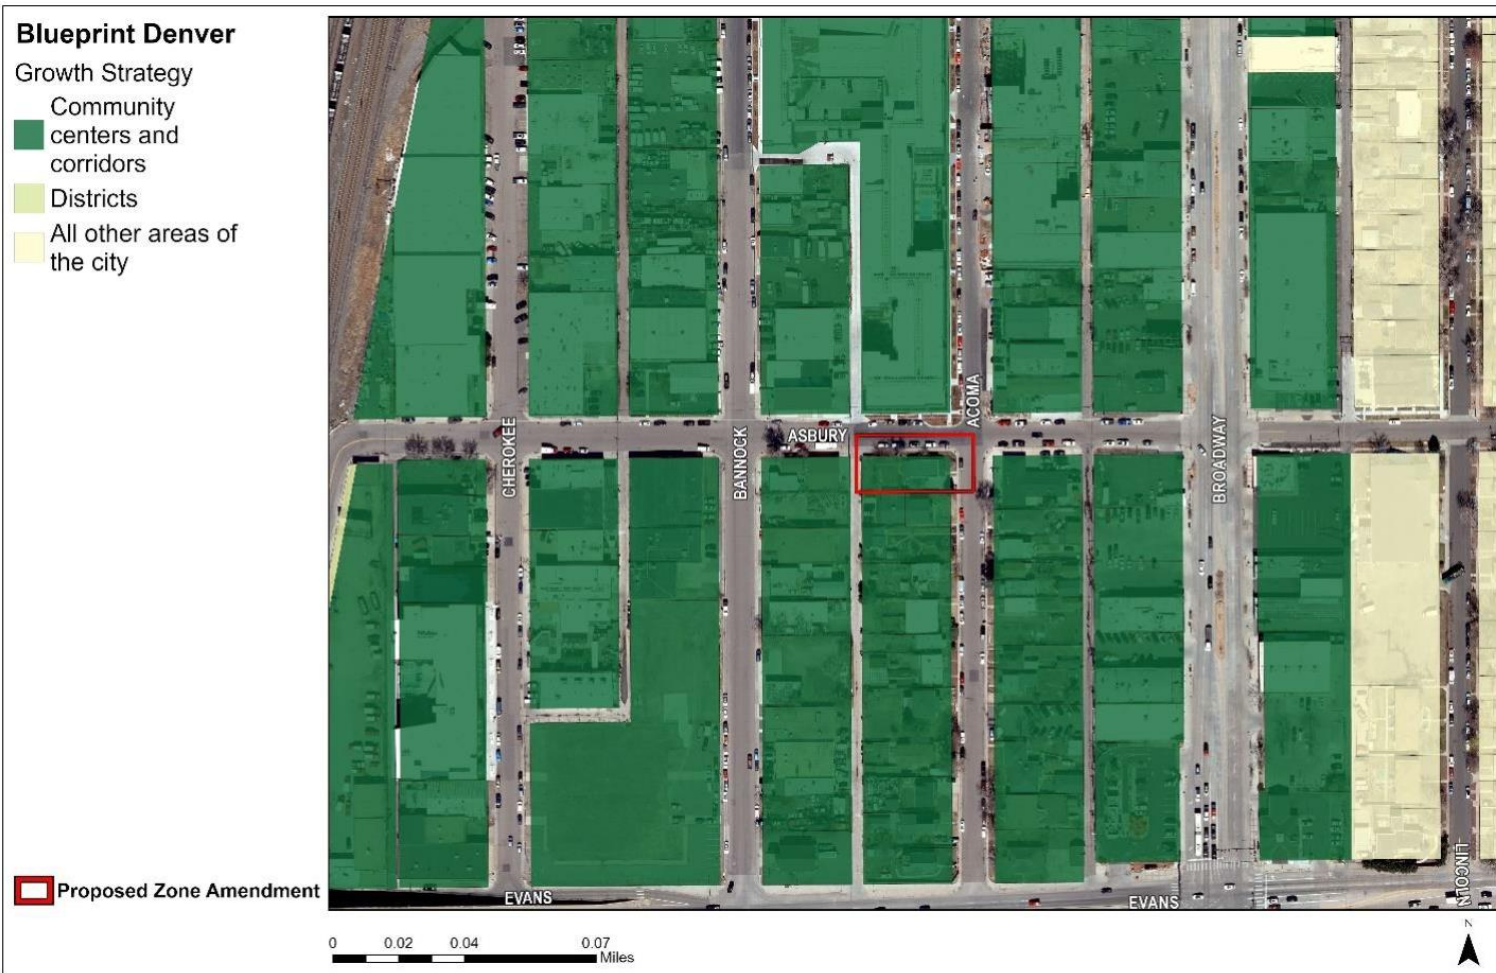 Blueprint Denver
Growth Strategy
Community
centers and
corridors
Districts
All other areas of
the city
CHEROKEE
BANNOCK
ASBURY
ACOMA
BROADWAY
Proposed Zone Amendment
EVANS
EVANS
LINCOLN
N
0 0.02 0.04 0.07
Miles